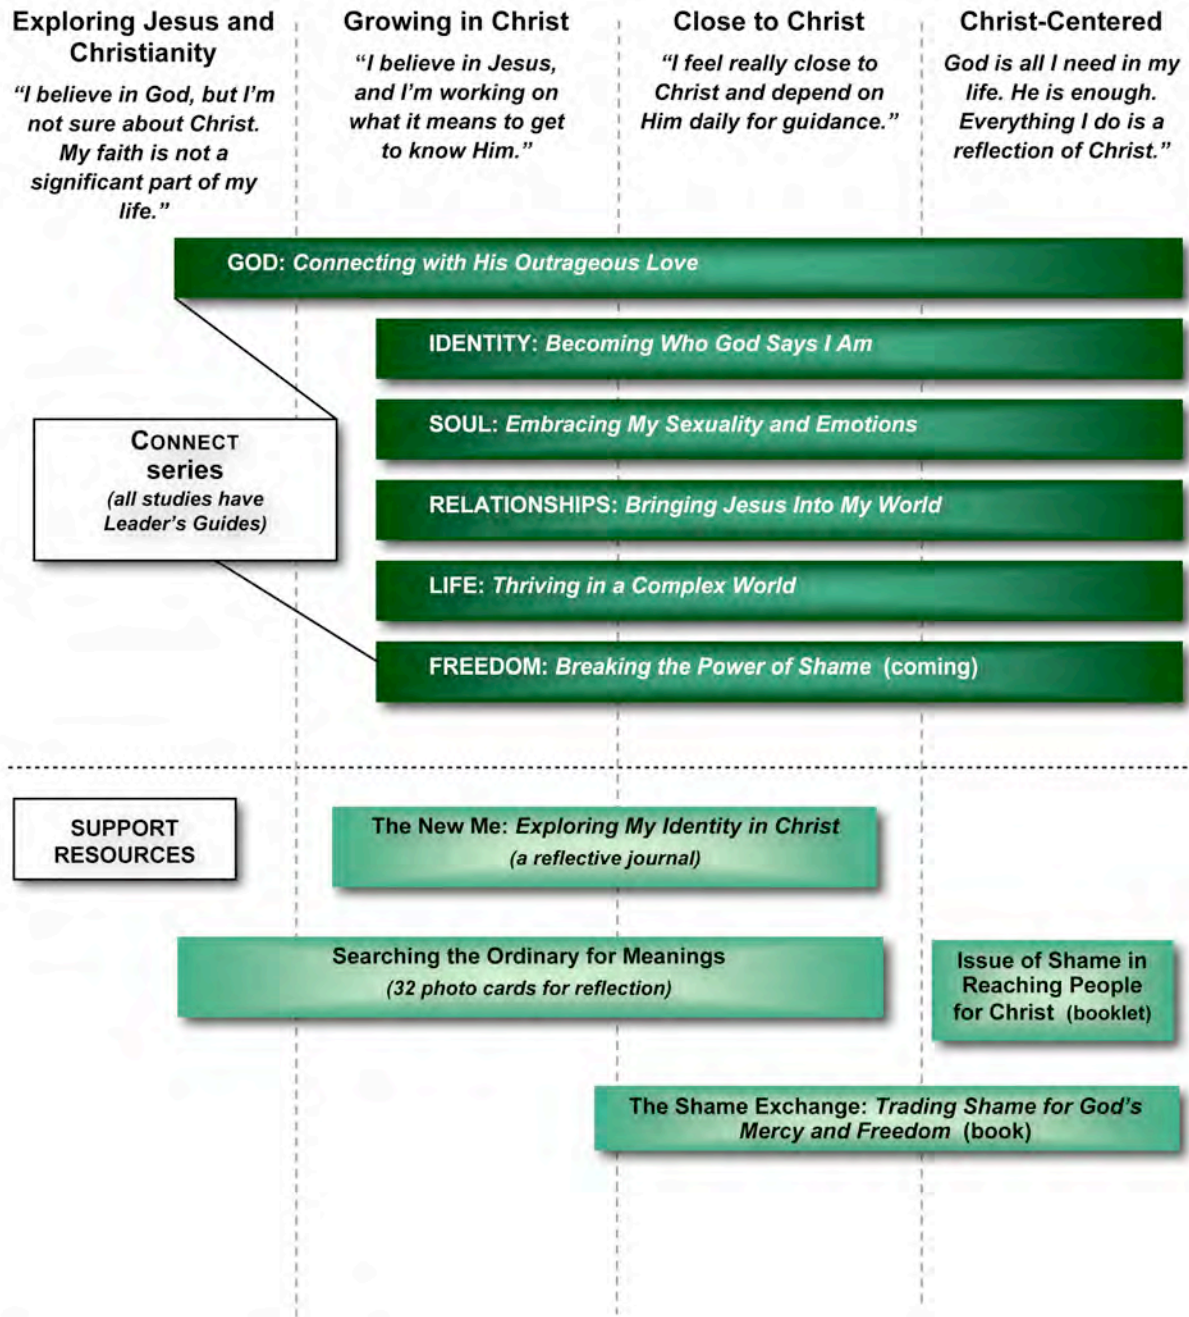 Exploring Jesus and
Christianity
"I believe in God, but I'm
not sure about Christ.
My faith is not a
significant part of my
life."
Growing in Christ
"I believe in Jesus,
and I'm working on
what it means to get
to know Him."
Close to Christ
"I feel really close to
Christ and depend on
Him daily for guidance."
Christ-Centered
God is all I need in my
life. He is enough.
Everything I do is a
reflection of Christ."
GOD: Connecting with His Outrageous Love
IDENTITY: Becoming Who God Says I Am
SOUL: Embracing My Sexuality and Emotions
RELATIONSHIPS: Bringing Jesus Into My World
LIFE: Thriving in a Complex World
FREEDOM: Breaking the Power of Shame (coming)
CONNECT
series
(all studies have
Leader's Guides)
SUPPORT
RESOURCES
The New Me: Exploring My Identity in Christ
(a reflective journal)
Searching the Ordinary for Meanings
(32 photo cards for reflection)
Issue of Shame in
Reaching People
for Christ (booklet)
The Shame Exchange: Trading Shame for God's
Mercy and Freedom (book)